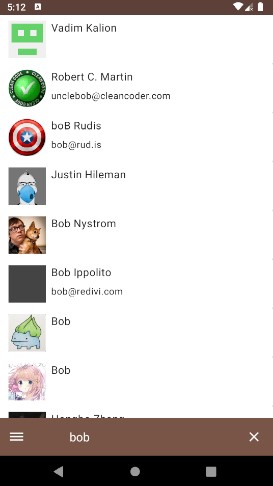 5:12
A
Vadim Kalion
Robert C. Martin
unclebob@cleancoder.com
boB Rudis
bob@rud.is
Justin Hileman
Bob Nystrom
Bob Ippolito
bob@redivi.com
Bob
Bob
bob